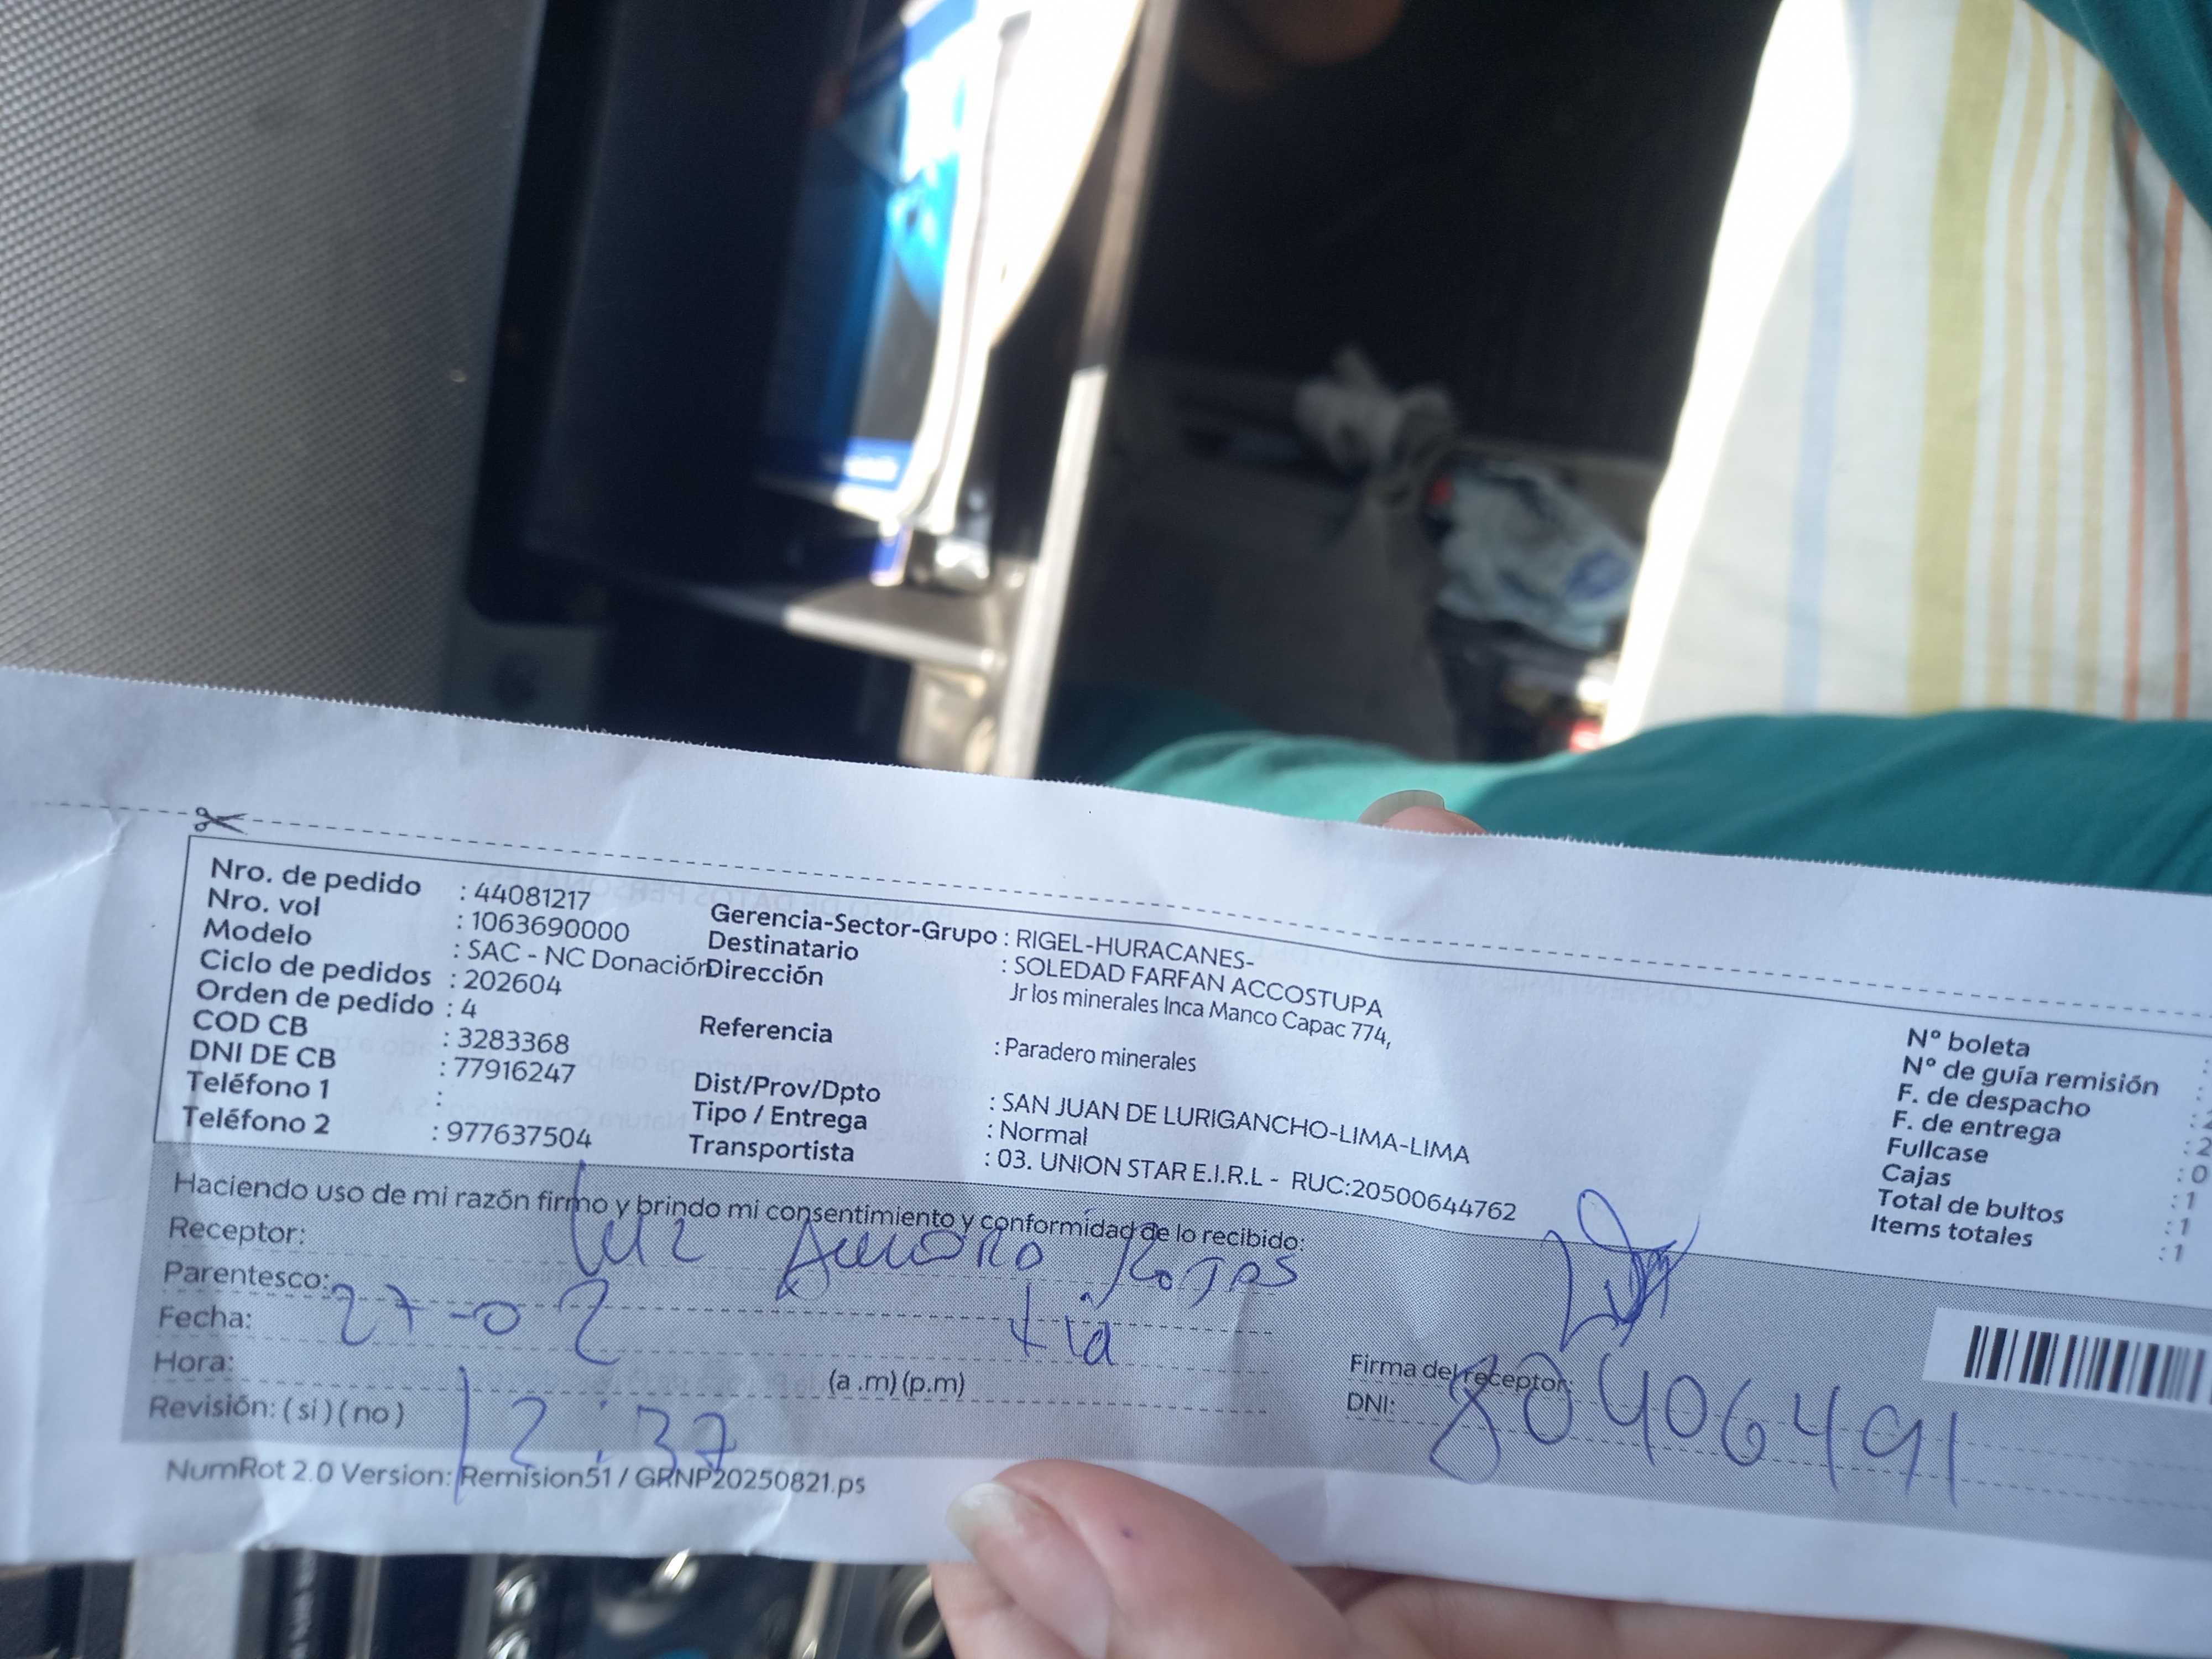 Nro. de pedido : 44081217
Nro. vol : 1063690000
Modelo : SAC - NC Donación
Ciclo de pedidos : 202604
Orden de pedido : 4
COD CB : 3283368
DNI DE CB : 77916247
Teléfono 1 :
Teléfono 2 : 977637504
Gerencia-Sector-Grupo : RIGEL-HURACANES-
Destinatario : SOLEDAD FARFAN ACCOSTUPA
Dirección Jr los minerales Inca Manco Capac 774,
Referencia : Paradero minerales
Dist/Prov/Dpto : SAN JUAN DE LURIGANCHO-LIMA-LIMA
Tipo / Entrega : Normal
Transportista : 03. UNION STAR E.I.R.L - RUC:20500644762
N° boleta :
N° de guía remisión :
F. de despacho : 2
F. de entrega : 2
Fullcase : 0
Cajas : 1
Total de bultos : 1
Items totales : 1
Haciendo uso de mi razón firmo y brindo mi consentimiento y conformidad de lo recibido:
Receptor: Luz Auroro Rojas
Parentesco: tia
Fecha: 27-02
Hora: 12:37 (a .m) (p.m)
Revisión: ( si ) ( no )
Firma del receptor:
DNI: 80406491
NumRot 2.0 Version: Remision51 / GRNP20250821.ps